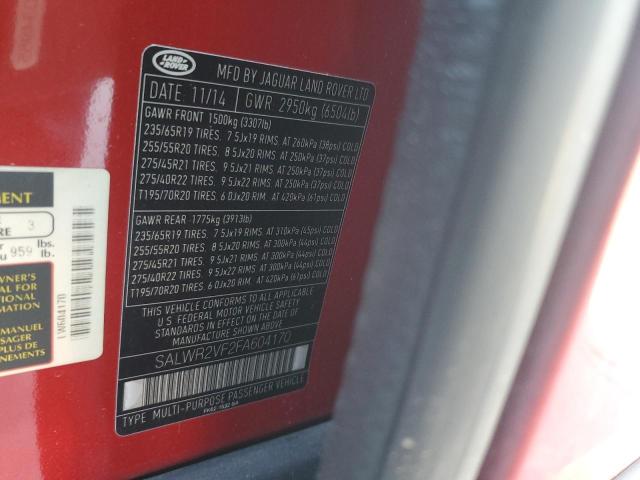 LAND ROVER
MFD BY JAGUAR LAND ROVER LTD
DATE: 11/14 GWR 2950kg (6504lb)
GAWR FRONT 1500kg (3307lb)
235/65R19 TIRES. 7 5Jx19 RIMS. AT 260kPa (38psi) COLD
255/55R20 TIRES. 8 5Jx20 RIMS. AT 250kPa (37psi) COLD
275/45R21 TIRES. 9 5Jx21 RIMS. AT 250kPa (37psi) COLD
275/40R22 TIRES. 9 5Jx22 RIMS. AT 250kPa (37psi) COLD
T195/70R20 TIRES. 6 0Jx20 RIM. AT 420kPa (61psi) COLD
GAWR REAR 1775kg (3913lb)
235/65R19 TIRES. 7 5Jx19 RIMS. AT 310kPa (45psi) COLD
255/55R20 TIRES. 8 5Jx20 RIMS. AT 300kPa (44psi) COLD
275/45R21 TIRES. 9 5Jx21 RIMS. AT 300kPa (44psi) COLD
275/40R22 TIRES. 9 5Jx22 RIMS. AT 300kPa (44psi) COLD
T195/70R20 TIRES. 6 0Jx20 RIM. AT 420kPa (61psi) COLD
THIS VEHICLE CONFORMS TO ALL APPLICABLE
U S FEDERAL MOTOR VEHICLE SAFETY STANDARDS
IN EFFECT ON THE DATE OF MANUFACTURE
SHOWN ABOVE
SALWR2VF2FA604170
TYPE MULTI-PURPOSE PASSENGER VEHICLE
MENT
RE 3
959 lbs.
lb.
WNER'S
AL FOR
TIONAL
RMATION
MANUEL
SAGER
PLUS
LW604170